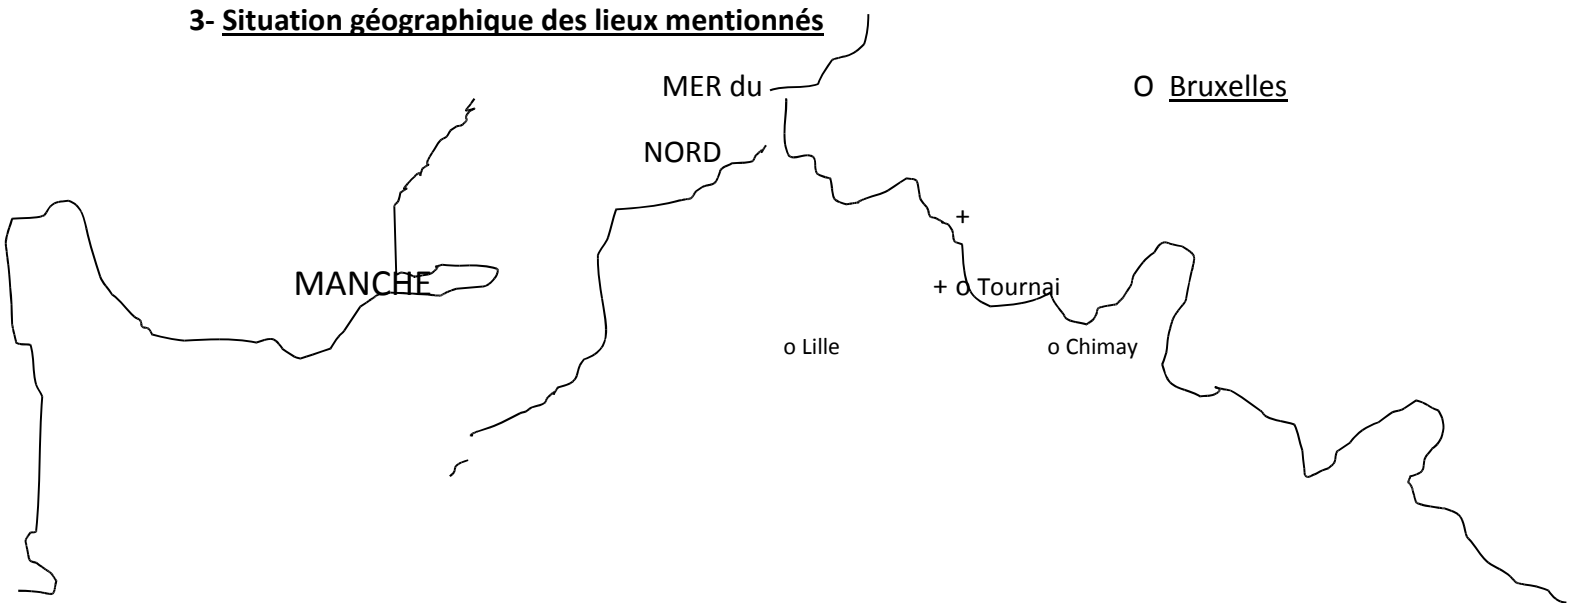 3- Situation géographique des lieux mentionnés
MER du
O Bruxelles
NORD
+
MANCHE
+ o Tournai
o Lille
o Chimay